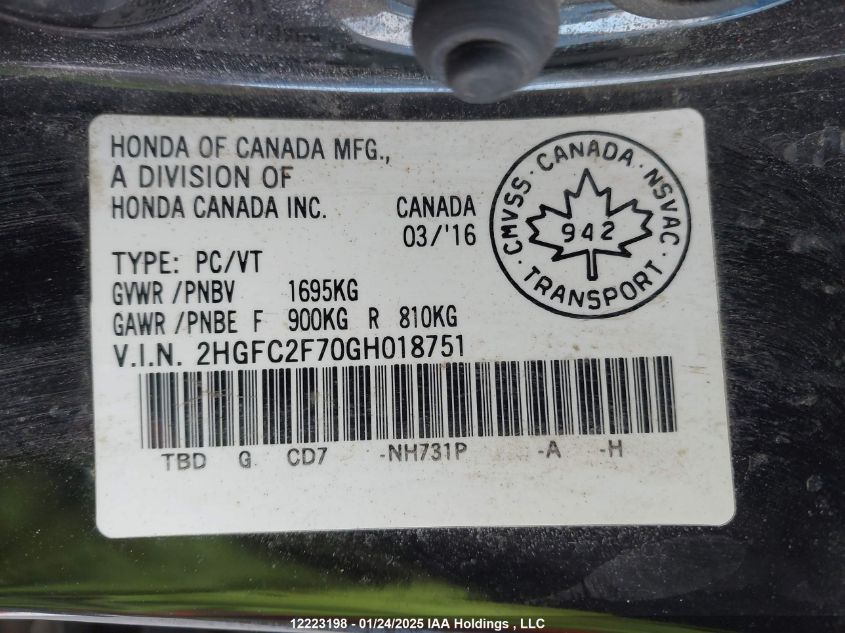 HONDA OF CANADA MFG.,
A DIVISION OF
HONDA CANADA INC. CANADA
03/'16
TYPE: PC/VT
GVWR /PNBV 1695KG
GAWR /PNBE F 900KG R 810KG
V.I.N. 2HGFC2F70GH018751
TBD G CD7 -NH731P -A -H
CMVSS · CANADA · NSVAC · TRANSPORT ·
942
12223198 - 01/24/2025 IAA Holdings , LLC